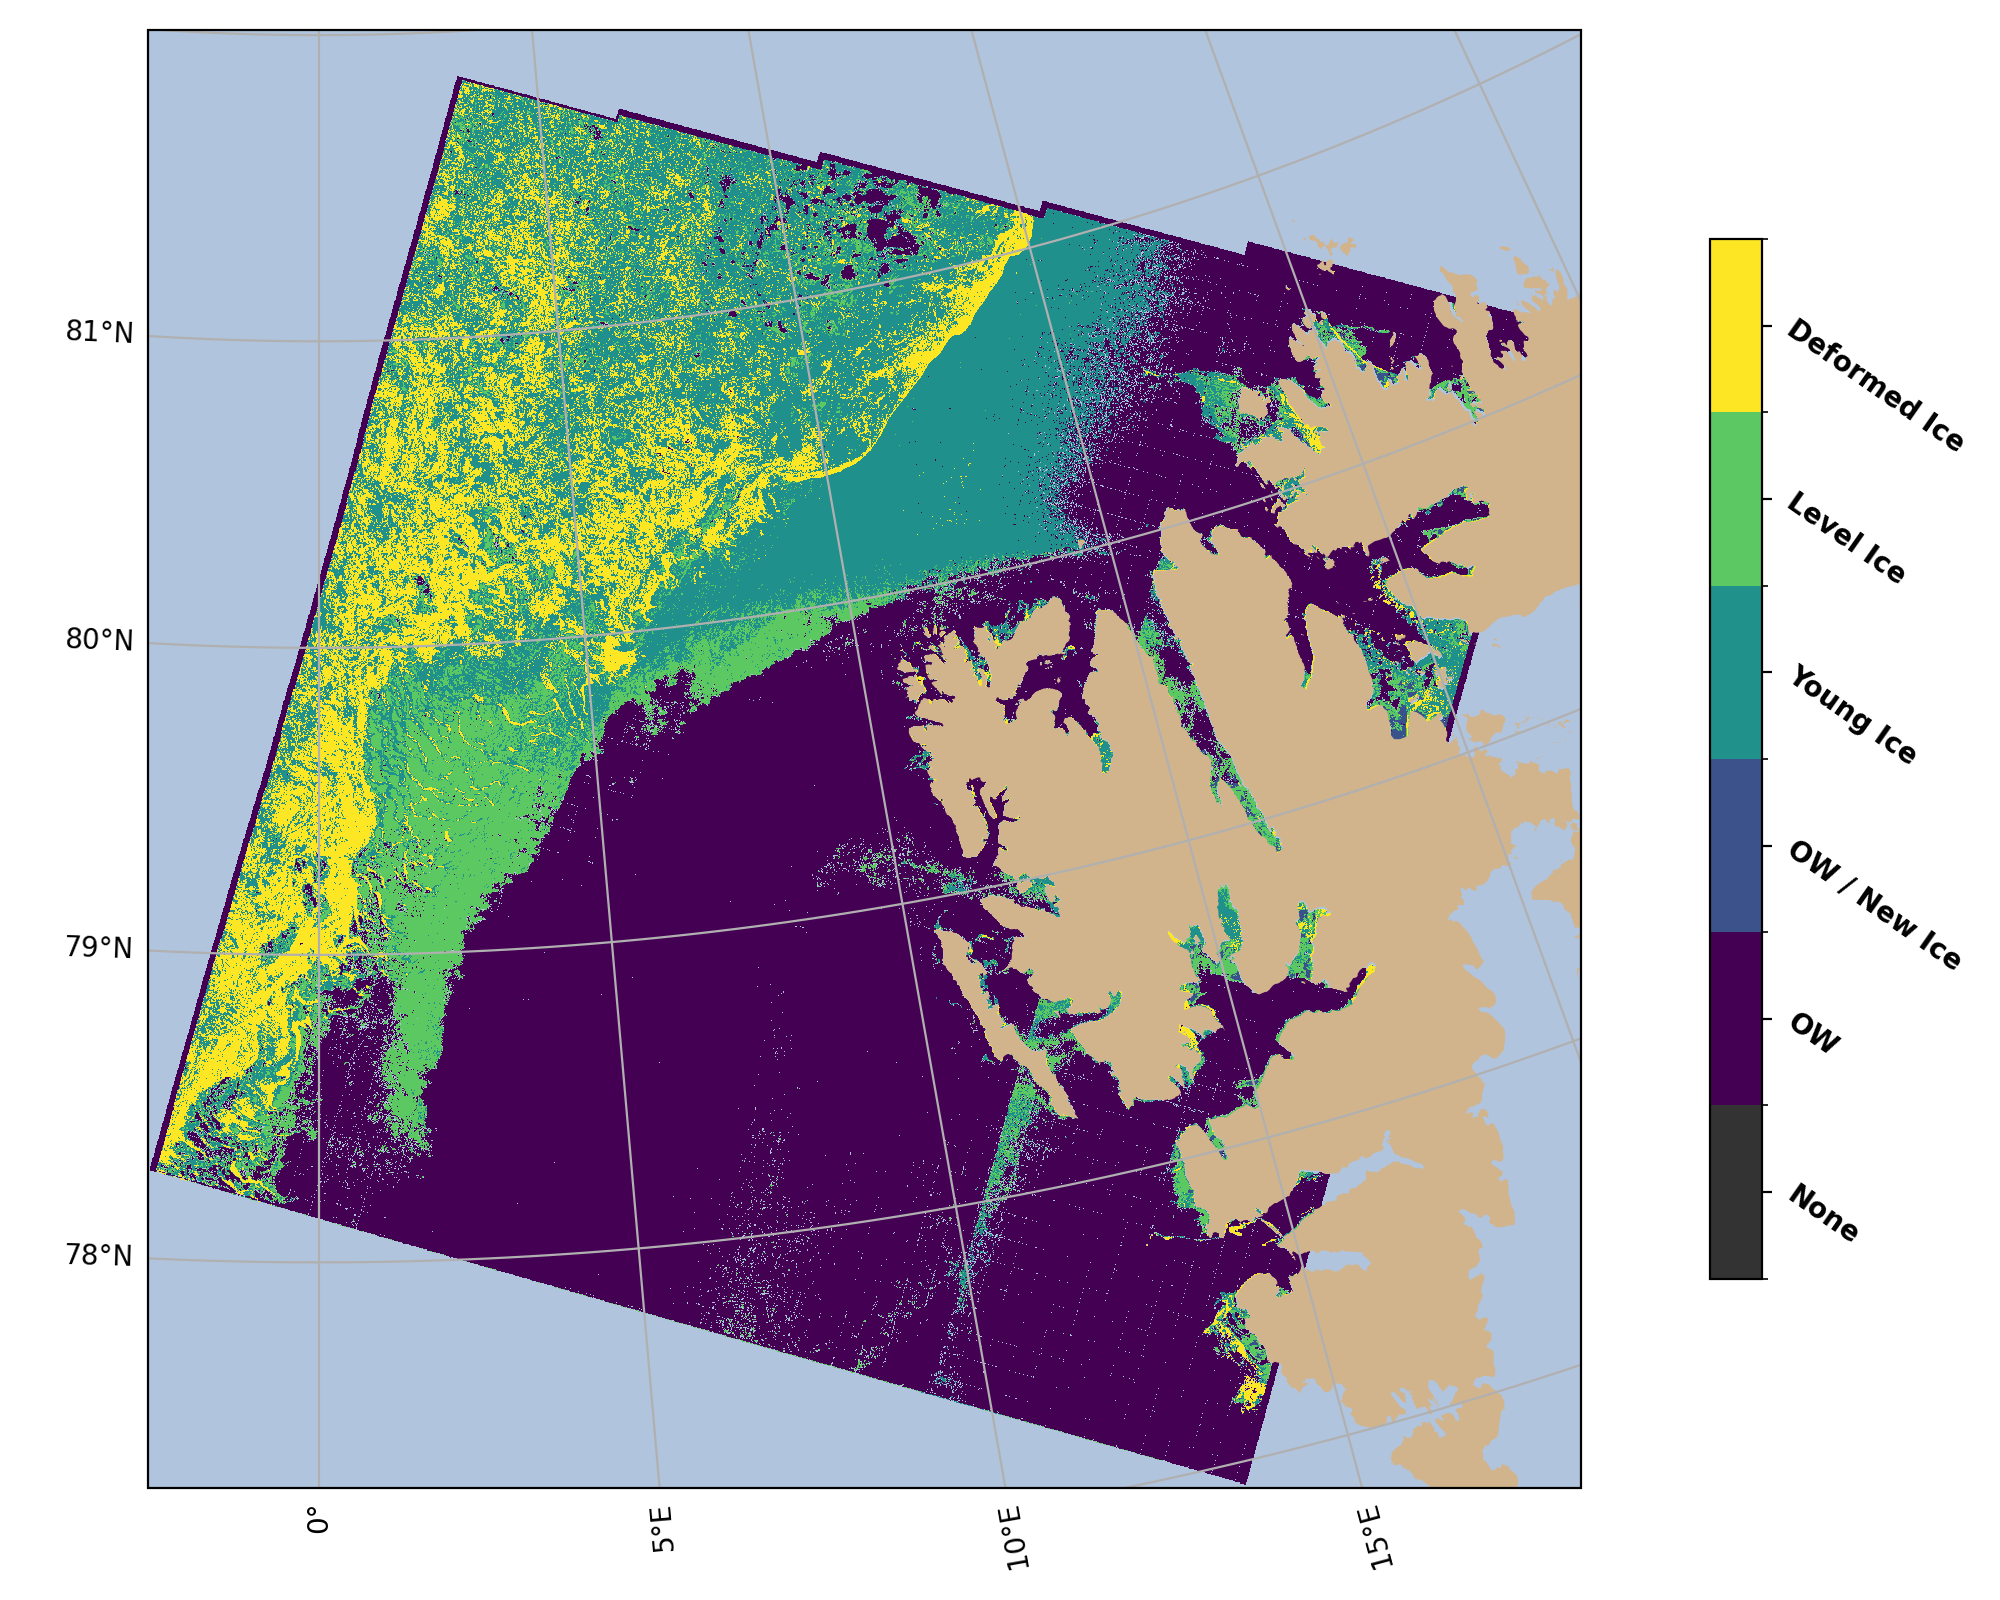 81°N
80°N
79°N
78°N
0°
5°E
10°E
15°E
Deformed Ice
Level Ice
Young Ice
OW / New Ice
OW
None